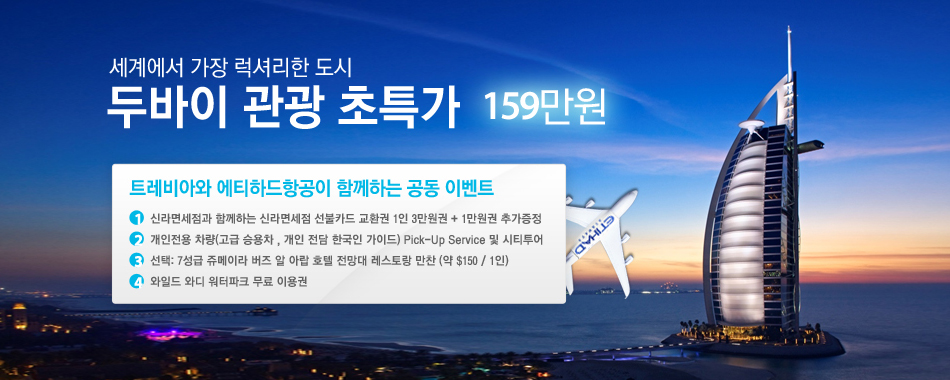 세계에서 가장 럭셔리한 도시
두바이 관광 초특가 159만원
트레비아와 에티하드항공이 함께하는 공동 이벤트
1 신라면세점과 함께하는 신라면세점 선불카드 교환권 1인 3만원권 + 1만원권 추가증정
2 개인전용 차량(고급 승용차 , 개인 전담 한국인 가이드) Pick-Up Service 및 시티투어
3 선택: 7성급 쥬메이라 버즈 알 아랍 호텔 전망대 레스토랑 만찬 (약 $150 / 1인)
4 와일드 와디 워터파크 무료 이용권
ETIHAD